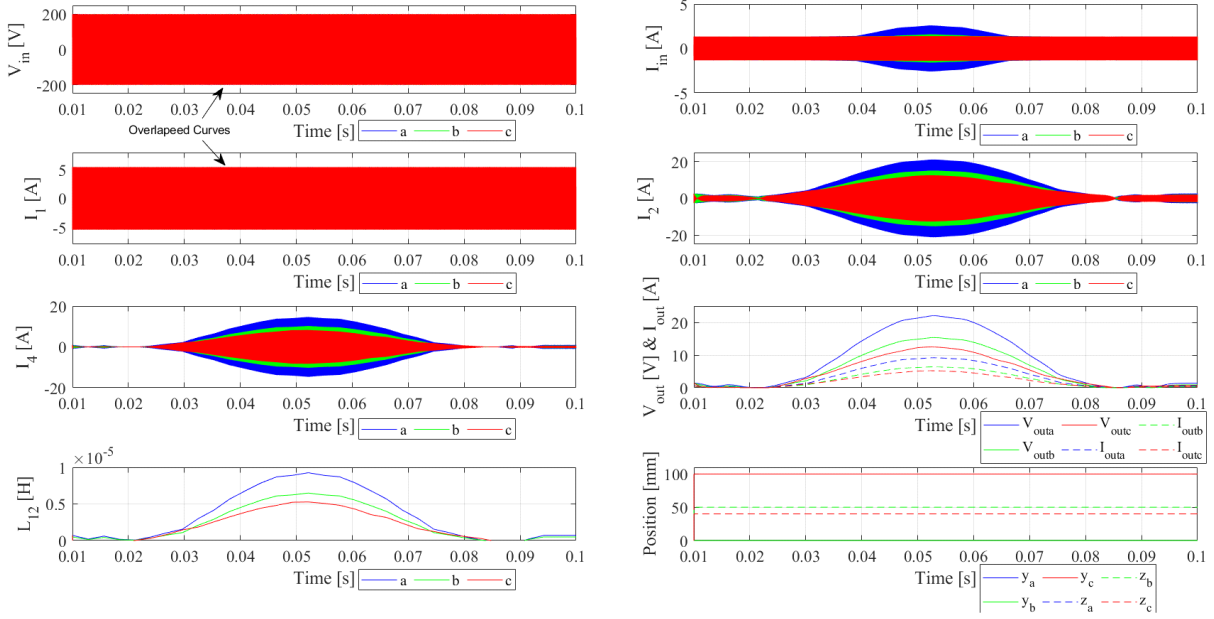 V_in [V]
200
0
-200
0.01 0.02 0.03 0.04 0.05 0.06 0.07 0.08 0.09 0.1
Overlapeed Curves
Time [s]
a b c
I_in [A]
5
0
-5
0.01 0.02 0.03 0.04 0.05 0.06 0.07 0.08 0.09 0.1
Time [s]
a b c
I_1 [A]
5
0
-5
0.01 0.02 0.03 0.04 0.05 0.06 0.07 0.08 0.09 0.1
Time [s]
a b c
I_2 [A]
20
0
-20
0.01 0.02 0.03 0.04 0.05 0.06 0.07 0.08 0.09 0.1
Time [s]
a b c
I_4 [A]
20
0
-20
0.01 0.02 0.03 0.04 0.05 0.06 0.07 0.08 0.09 0.1
Time [s]
a b c
V_out [V] & I_out [A]
20
10
0
0.01 0.02 0.03 0.04 0.05 0.06 0.07 0.08 0.09 0.1
Time [s]
V_outa V_outc I_outb
V_outb I_outa I_outc
L_12 [H]
×10^-5
1
0.5
0
0.01 0.02 0.03 0.04 0.05 0.06 0.07 0.08 0.09 0.1
Time [s]
a b c
Position [mm]
100
50
0
0.01 0.02 0.03 0.04 0.05 0.06 0.07 0.08 0.09 0.1
Time [s]
y_a y_c z_b
y_b z_a z_c